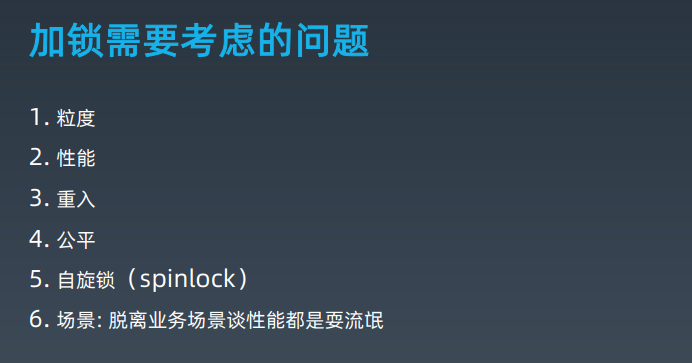 加锁需要考虑的问题
1. 粒度
2. 性能
3. 重入
4. 公平
5. 自旋锁（spinlock）
6. 场景: 脱离业务场景谈性能都是耍流氓